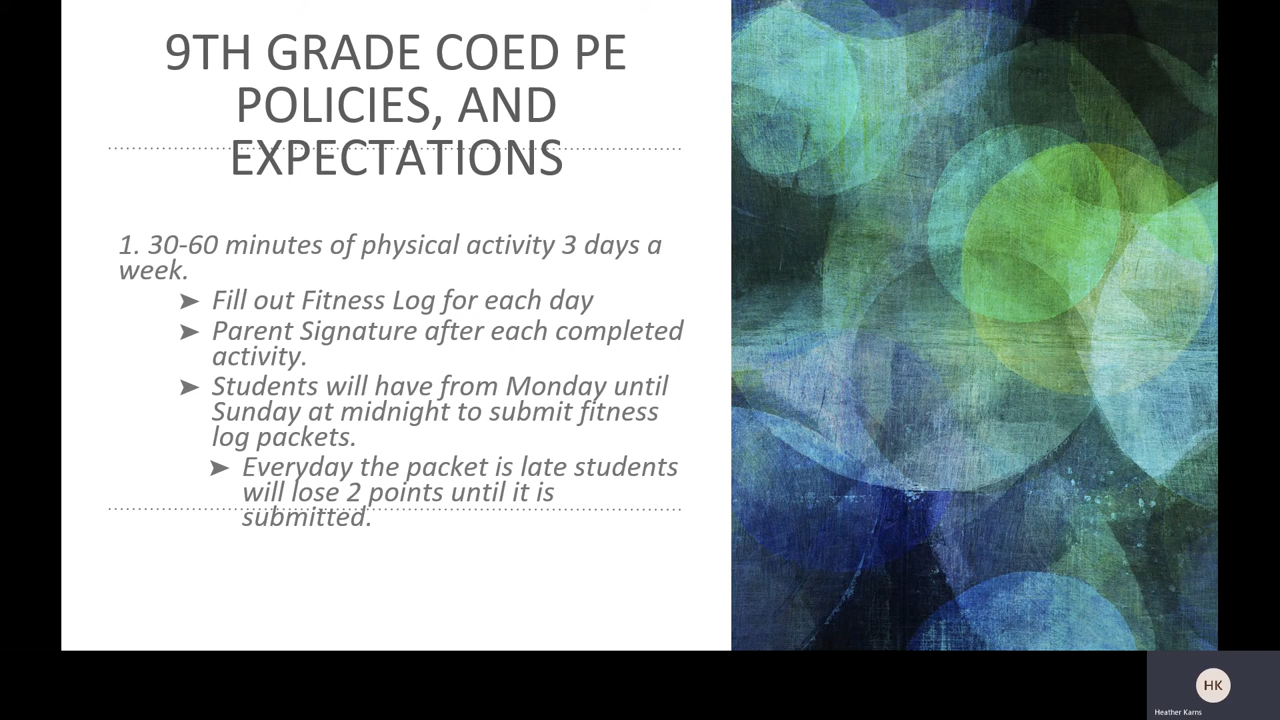 9TH GRADE COED PE
POLICIES, AND
EXPECTATIONS
1. 30-60 minutes of physical activity 3 days a
week.
➤ Fill out Fitness Log for each day
➤ Parent Signature after each completed
activity.
➤ Students will have from Monday until
Sunday at midnight to submit fitness
log packets.
➤ Everyday the packet is late students
will lose 2 points until it is
submitted.
HK
Heather Karns